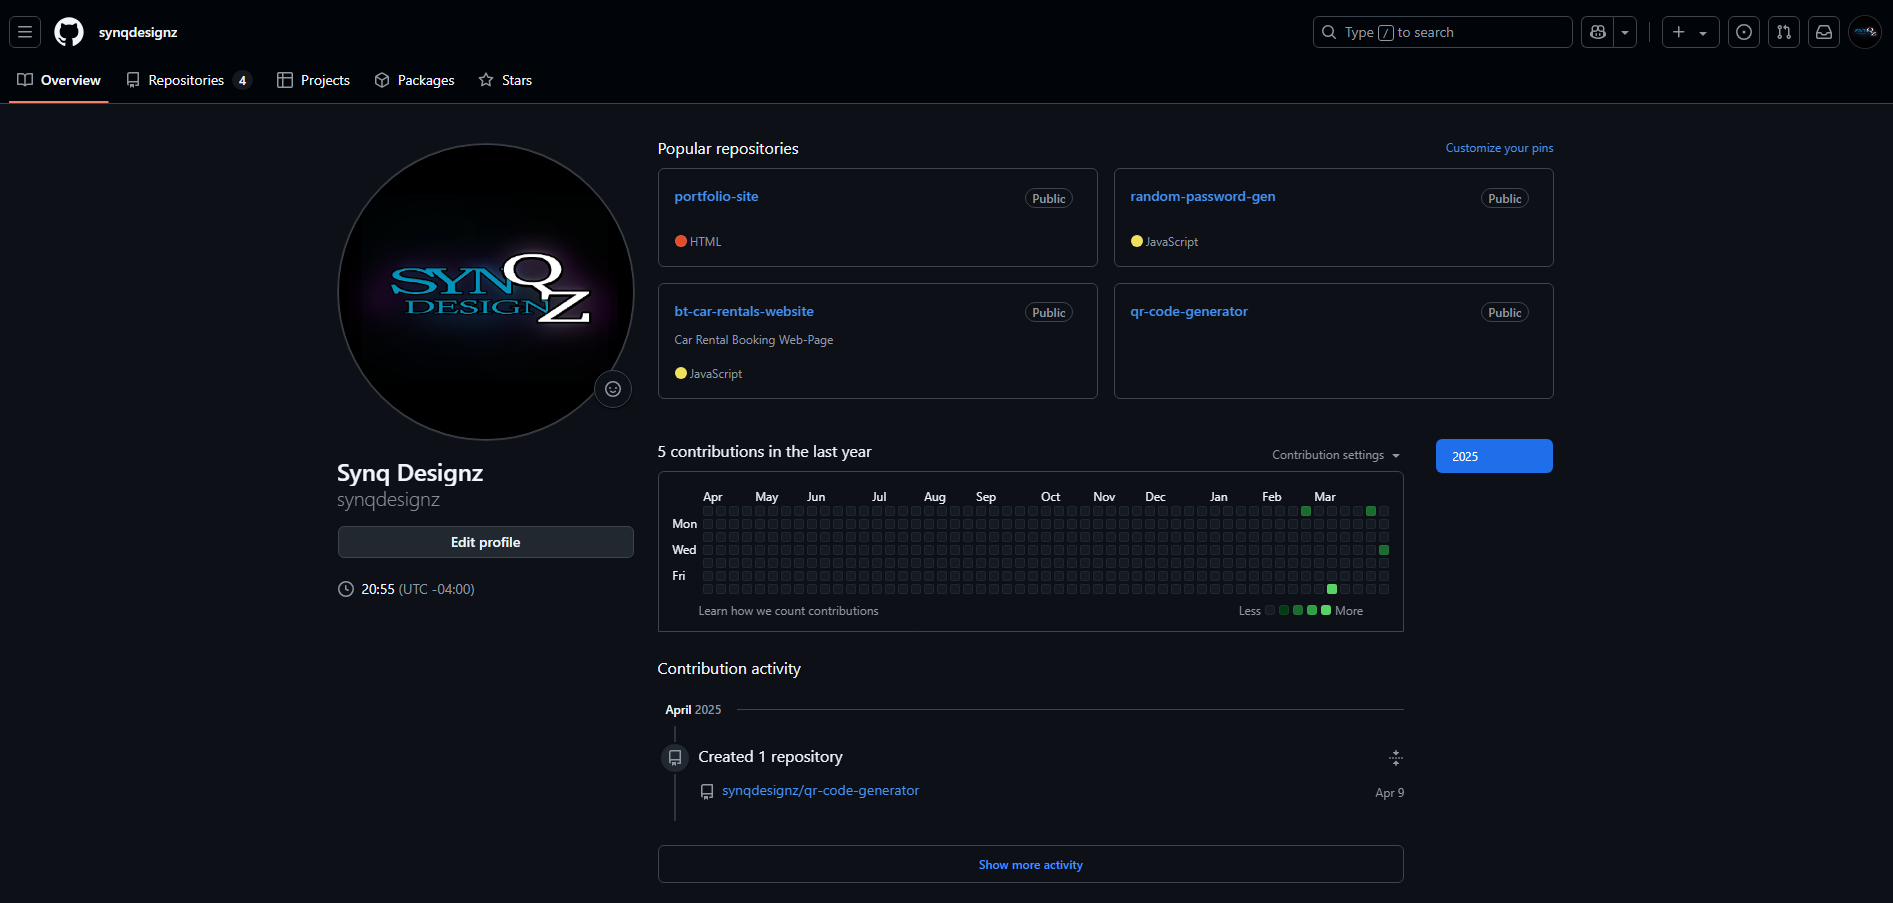 synqdesignz
Type / to search
Overview
Repositories 4
Projects
Packages
Stars
SYNQ
DESIGNZ
Synq Designz
synqdesignz
Edit profile
20:55 (UTC -04:00)
Popular repositories
Customize your pins
portfolio-site
Public
HTML
random-password-gen
Public
JavaScript
bt-car-rentals-website
Public
Car Rental Booking Web-Page
JavaScript
qr-code-generator
Public
5 contributions in the last year
Contribution settings
2025
Apr May Jun Jul Aug Sep Oct Nov Dec Jan Feb Mar
Mon
Wed
Fri
Learn how we count contributions
Less More
Contribution activity
April 2025
Created 1 repository
synqdesignz/qr-code-generator
Apr 9
Show more activity